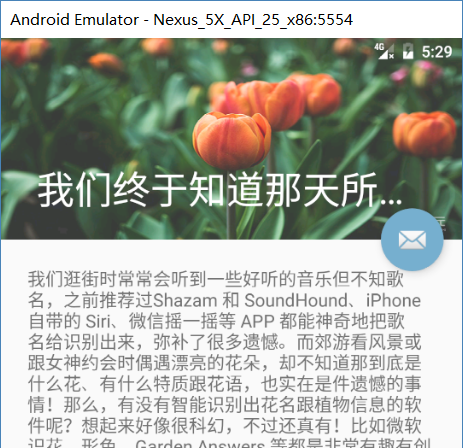 Android Emulator - Nexus_5X_API_25_x86:5554
4G 5:29
我们终于知道那天所…
我们逛街时常常会听到一些好听的音乐但不知歌
名，之前推荐过Shazam 和 SoundHound、iPhone
自带的 Siri、微信摇一摇等 APP 都能神奇地把歌
名给识别出来，弥补了很多遗憾。而郊游看风景或
跟女神约会时偶遇漂亮的花朵，却不知道那到底是
什么花、有什么特质跟花语，也实在是件遗憾的事
情！那么，有没有智能识别出花名跟植物信息的软
件呢？想起来好像很科幻，不过还真有！比如微软
识花、形色、Garden Answers 等都是非常有趣有创